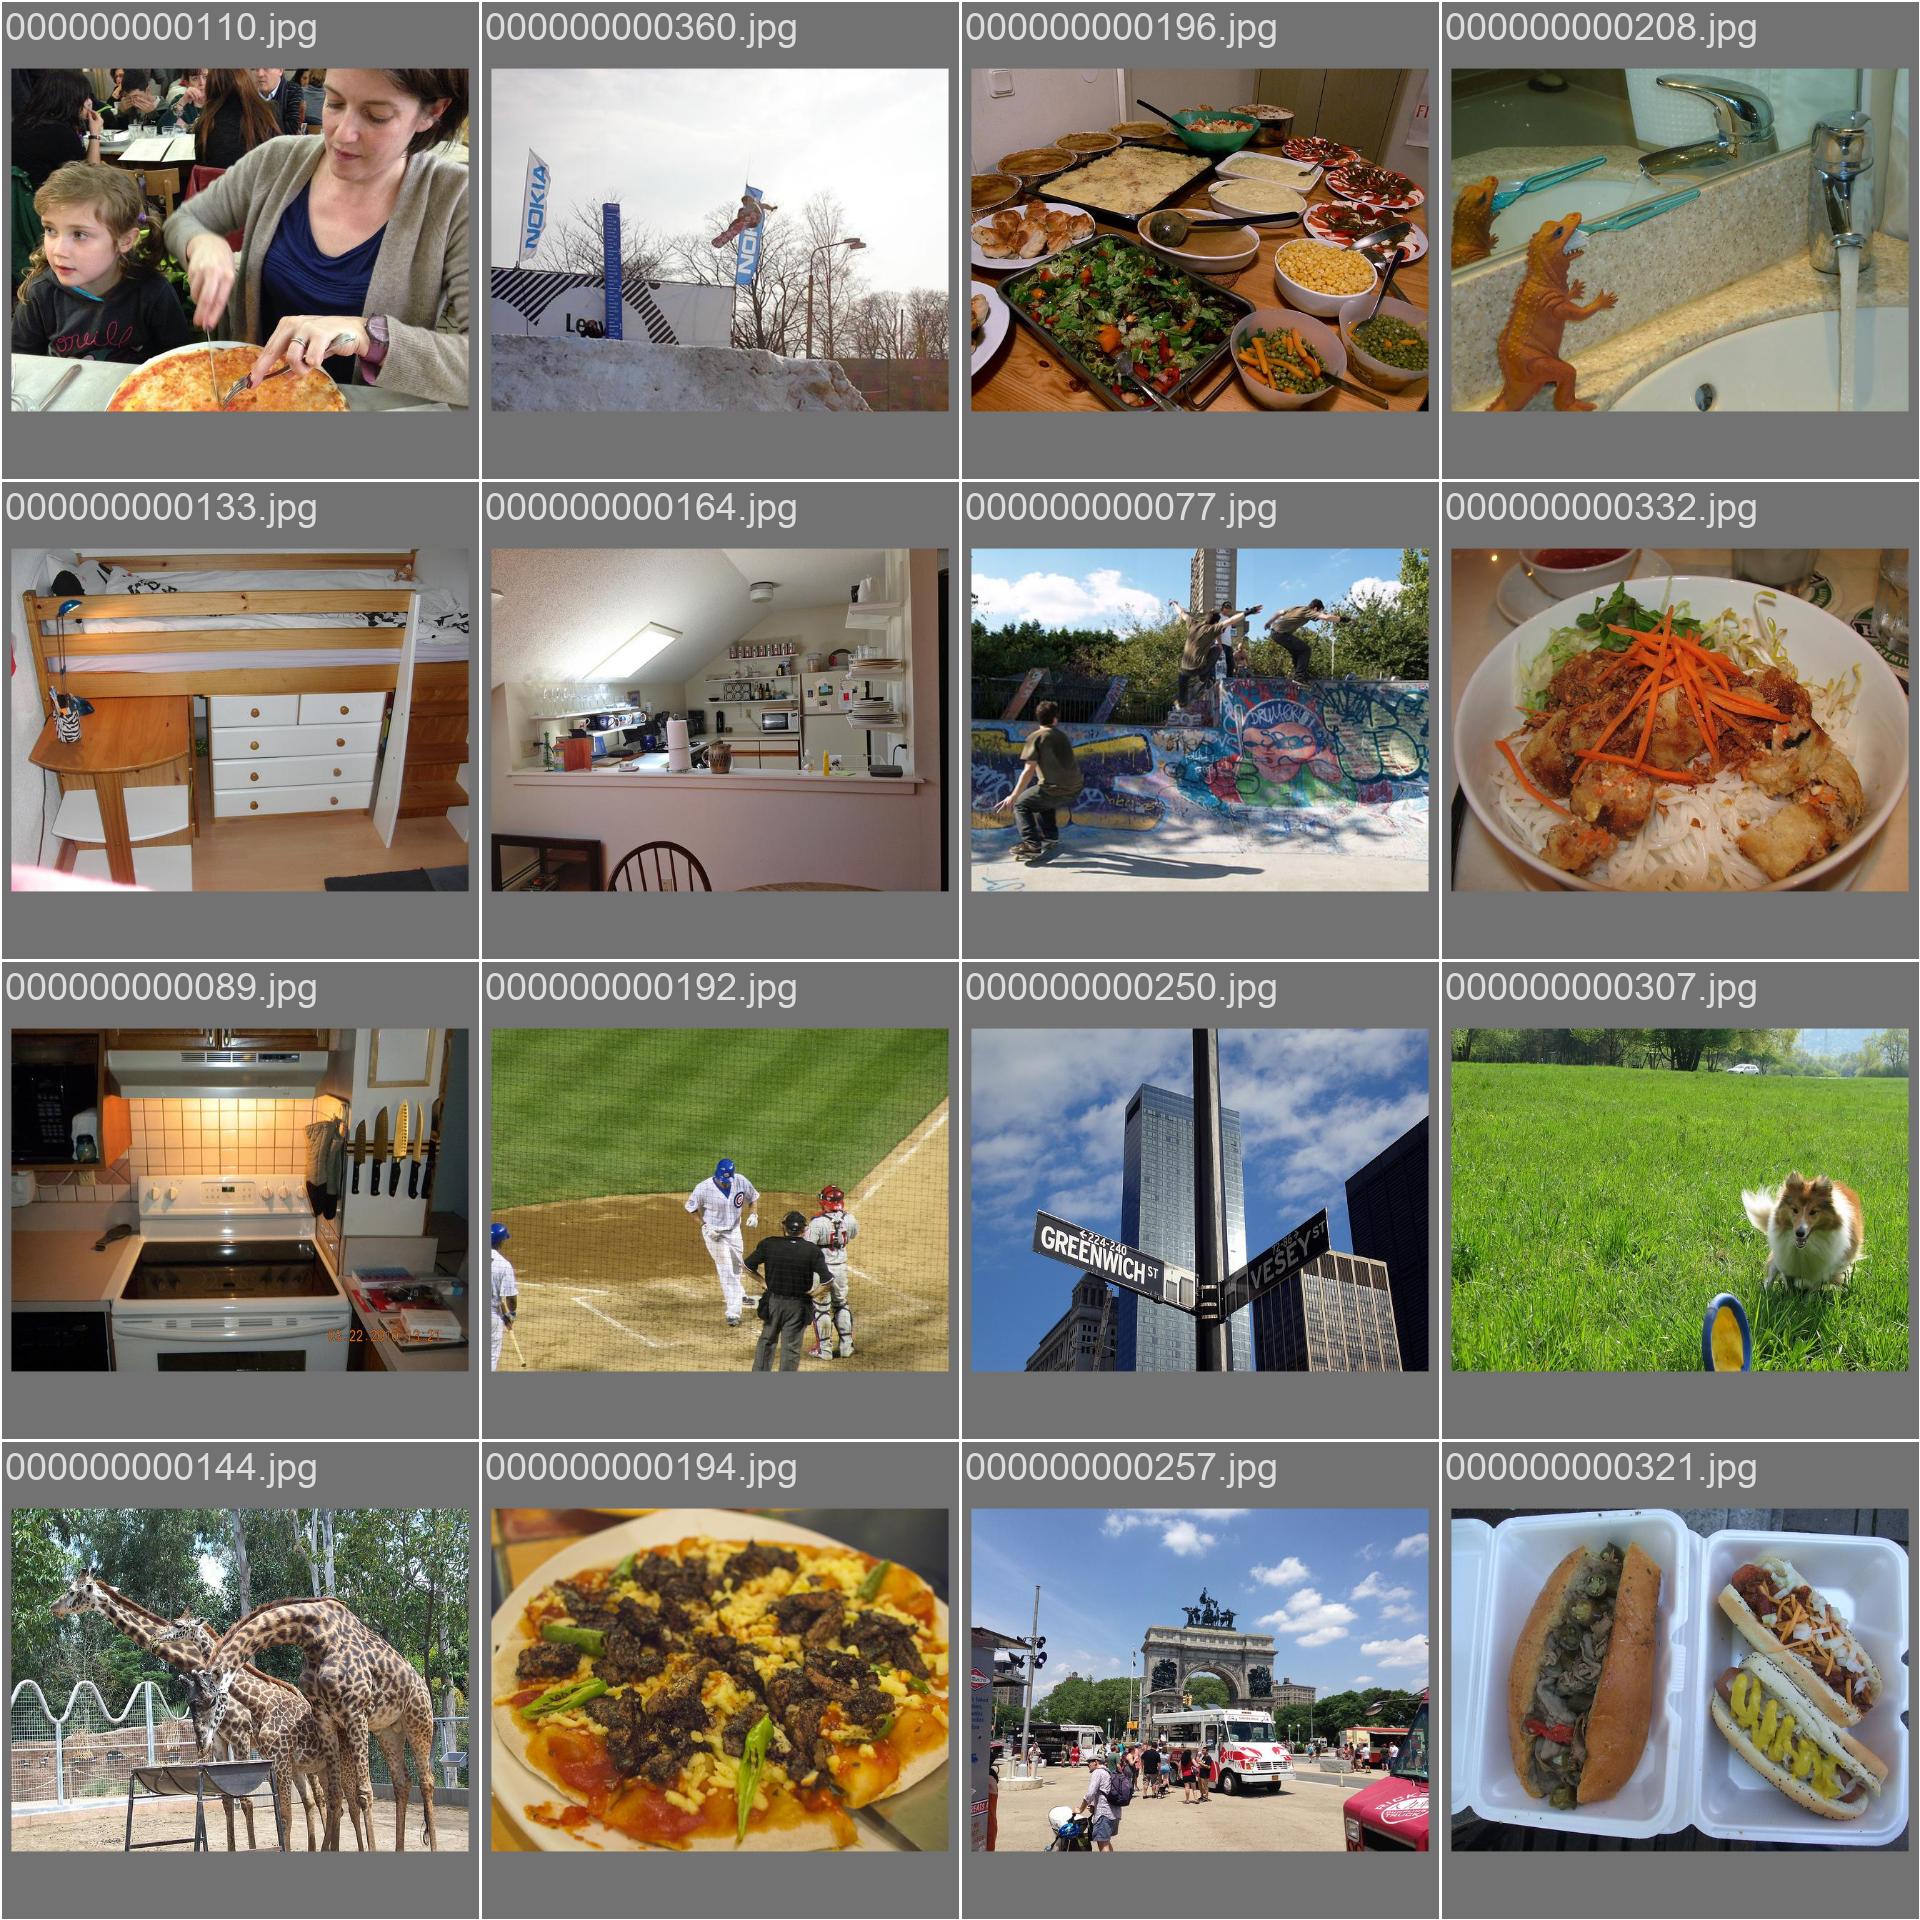 000000000110.jpg
000000000360.jpg
000000000196.jpg
000000000208.jpg
oneill
NOKIA
NOK
000000000133.jpg
000000000164.jpg
000000000077.jpg
000000000332.jpg
000000000089.jpg
000000000192.jpg
000000000250.jpg
000000000307.jpg
←224-240
GREENWICH ST
VESEY ST
000000000144.jpg
000000000194.jpg
000000000257.jpg
000000000321.jpg